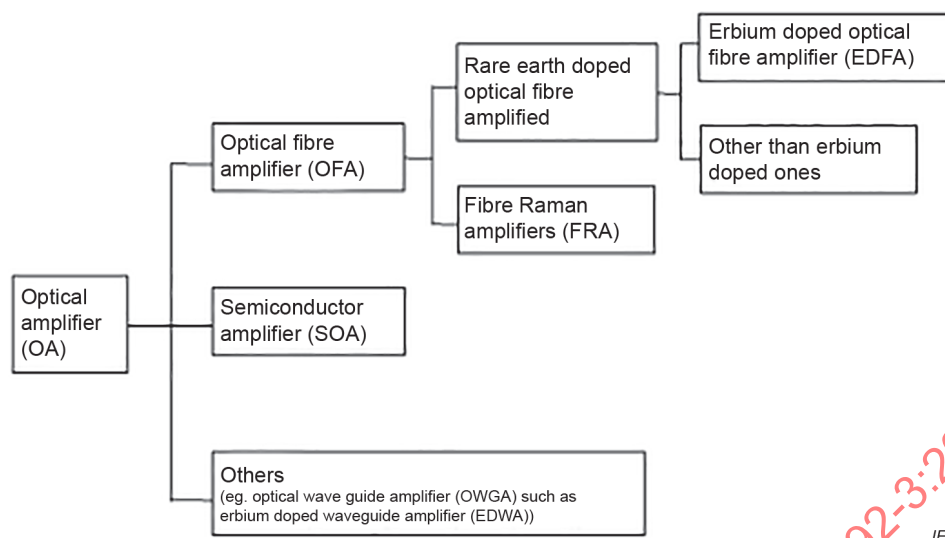 Erbium doped optical
fibre amplifier (EDFA)
Rare earth doped
optical fibre
amplified
Optical fibre
amplifier (OFA)
Other than erbium
doped ones
Fibre Raman
amplifiers (FRA)
Optical
amplifier
(OA)
Semiconductor
amplifier (SOA)
Others
(eg. optical wave guide amplifier (OWGA) such as
erbium doped waveguide amplifier (EDWA))